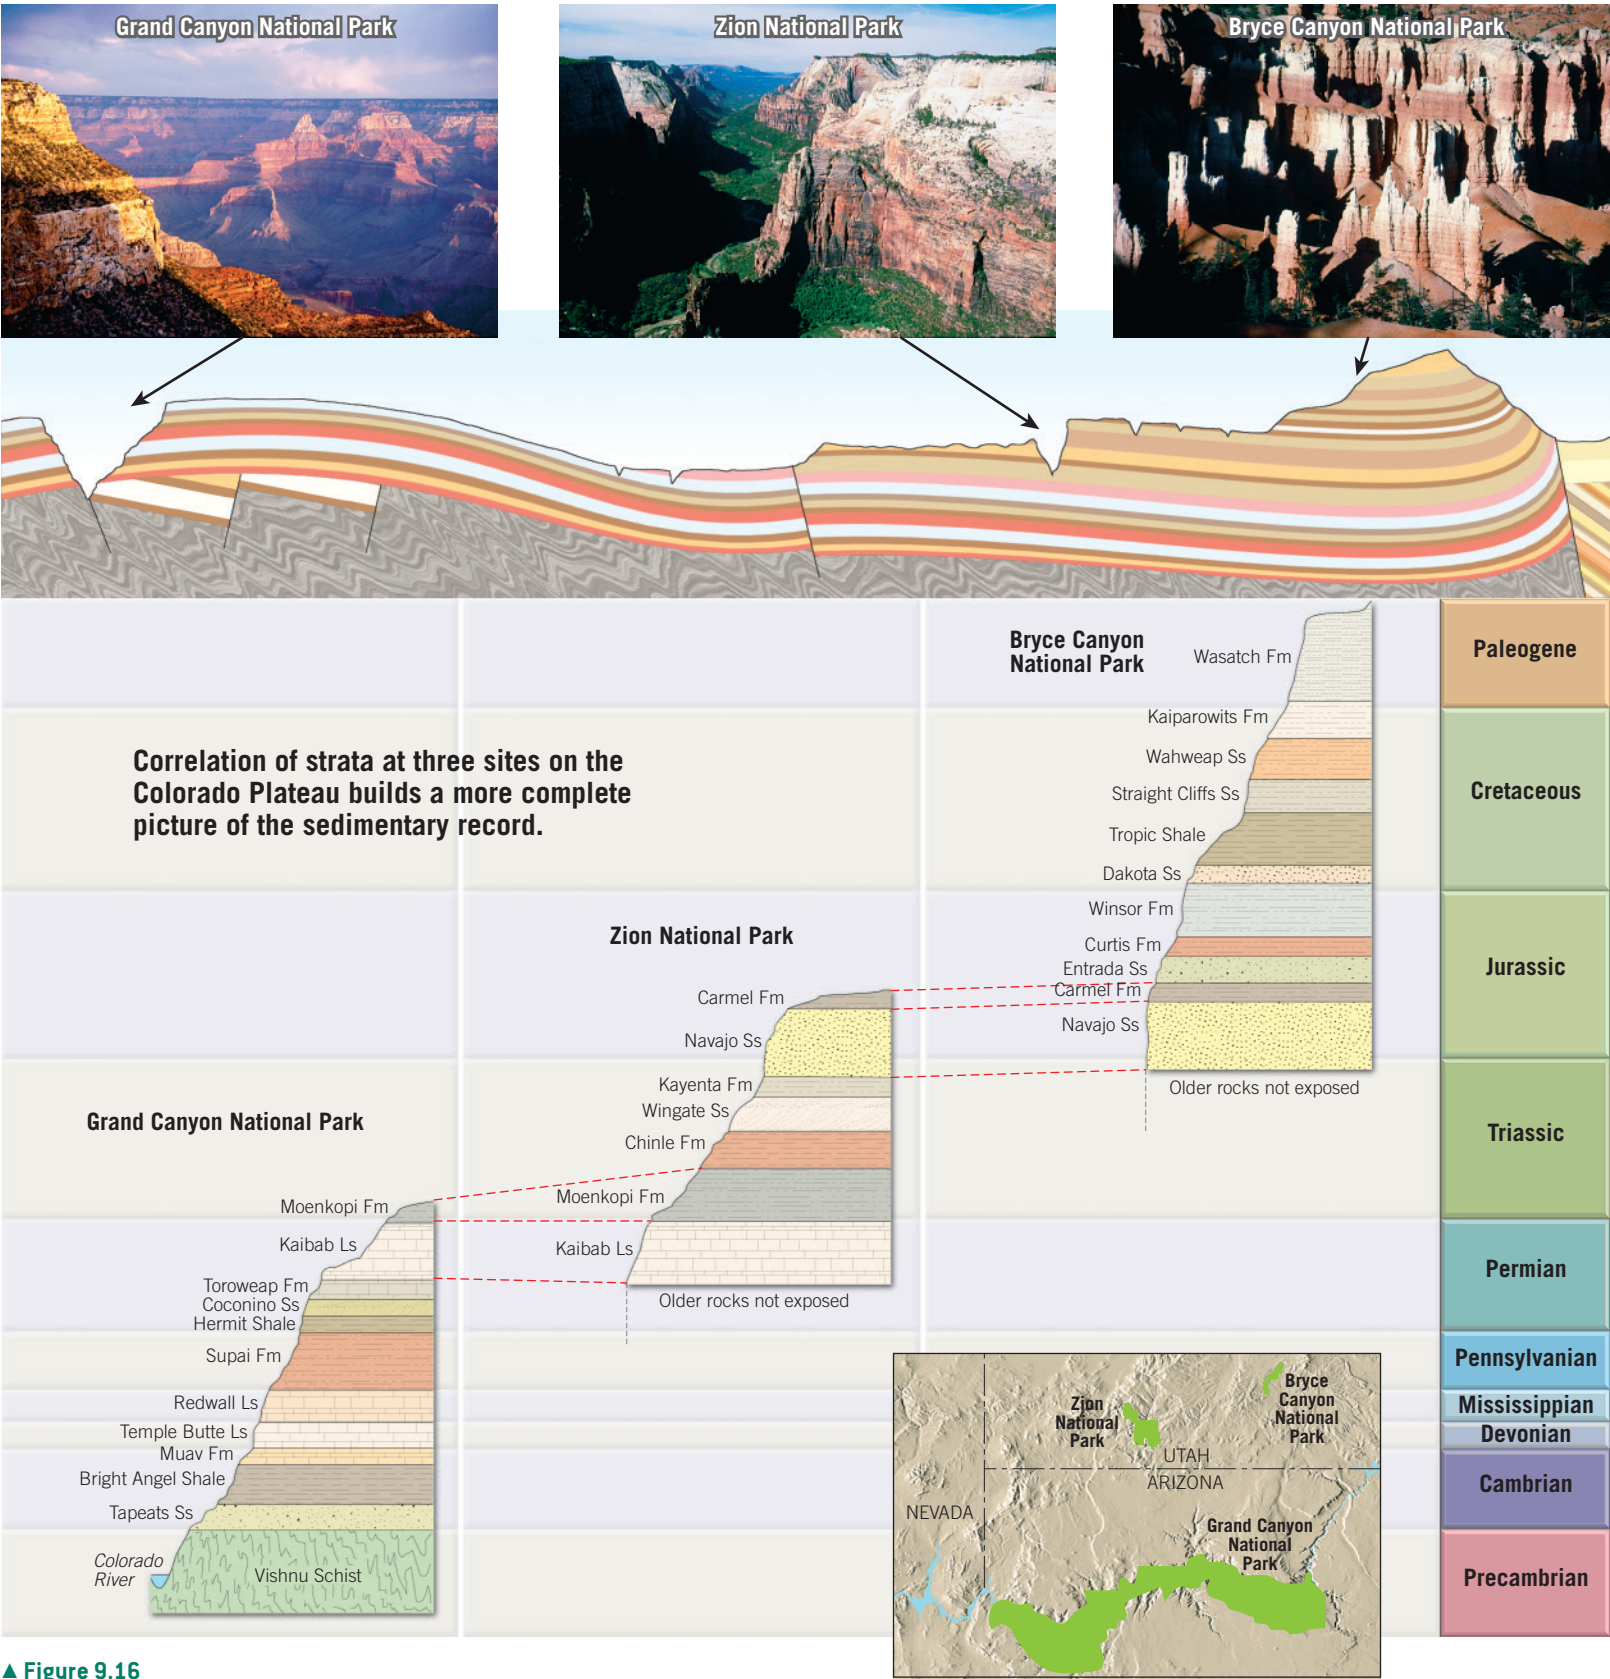 Grand Canyon National Park
Zion National Park
Bryce Canyon National Park
Bryce Canyon
National Park
Wasatch Fm
Kaiparowits Fm
Wahweap Ss
Straight Cliffs Ss
Tropic Shale
Dakota Ss
Winsor Fm
Curtis Fm
Entrada Ss
Carmel Fm
Navajo Ss
Older rocks not exposed
Correlation of strata at three sites on the
Colorado Plateau builds a more complete
picture of the sedimentary record.
Zion National Park
Carmel Fm
Navajo Ss
Kayenta Fm
Wingate Ss
Chinle Fm
Moenkopi Fm
Kaibab Ls
Older rocks not exposed
Grand Canyon National Park
Moenkopi Fm
Kaibab Ls
Toroweap Fm
Coconino Ss
Hermit Shale
Supai Fm
Redwall Ls
Temple Butte Ls
Muav Fm
Bright Angel Shale
Tapeats Ss
Colorado
River
Vishnu Schist
Paleogene
Cretaceous
Jurassic
Triassic
Permian
Pennsylvanian
Mississippian
Devonian
Cambrian
Precambrian
Zion
National
Park
Bryce
Canyon
National
Park
UTAH
ARIZONA
NEVADA
Grand Canyon
National
Park
▲ Figure 9.16